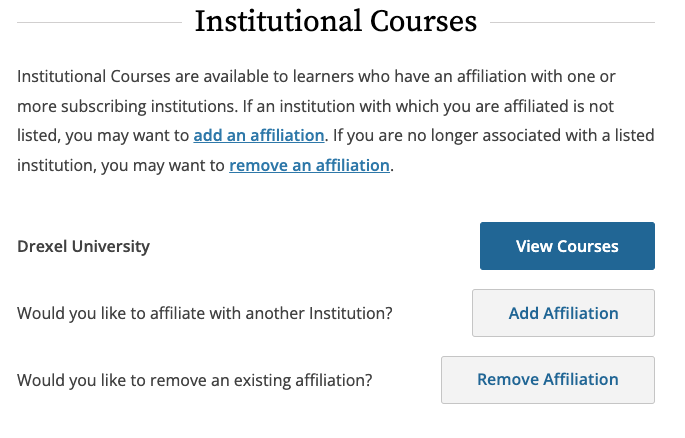 Institutional Courses
Institutional Courses are available to learners who have an affiliation with one or
more subscribing institutions. If an institution with which you are affiliated is not
listed, you may want to add an affiliation. If you are no longer associated with a listed
institution, you may want to remove an affiliation.
Drexel University
View Courses
Would you like to affiliate with another Institution?
Add Affiliation
Would you like to remove an existing affiliation?
Remove Affiliation